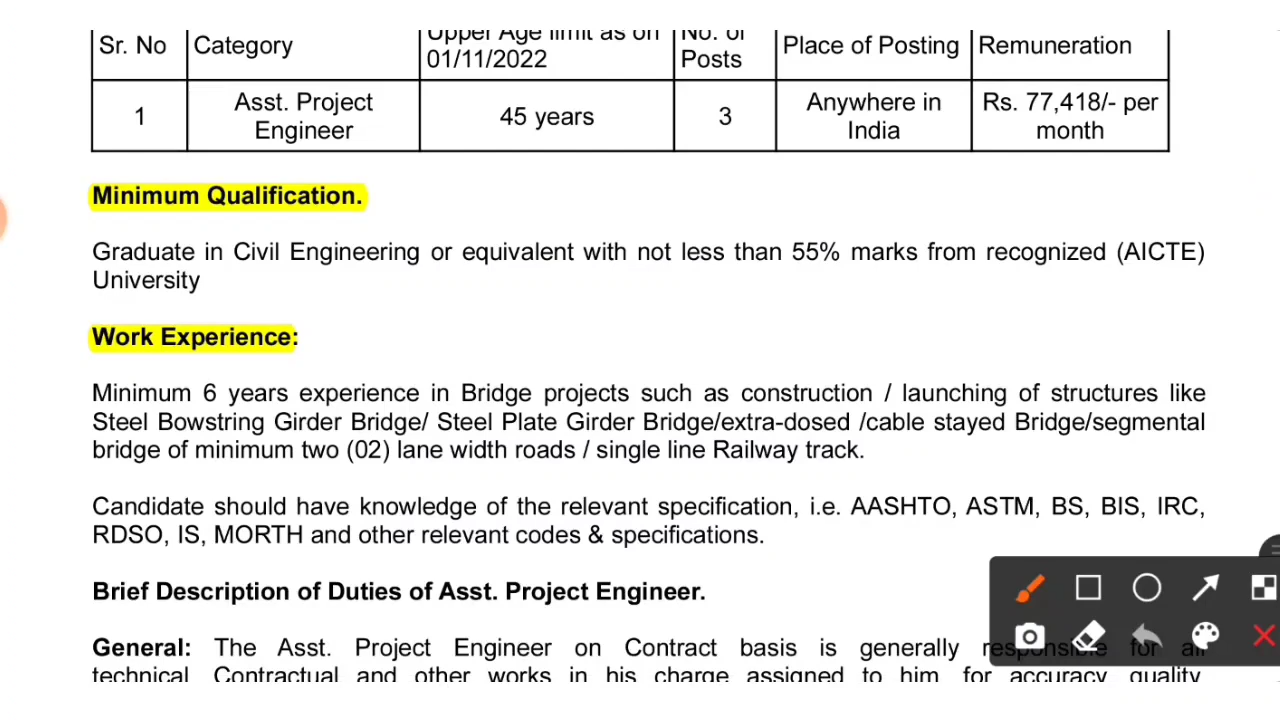 Sr. No Category Upper Age limit as on No. of Place of Posting Remuneration
01/11/2022 Posts
1 Asst. Project Engineer 45 years 3 Anywhere in India Rs. 77,418/- per month
Minimum Qualification.
Graduate in Civil Engineering or equivalent with not less than 55% marks from recognized (AICTE)
University
Work Experience:
Minimum 6 years experience in Bridge projects such as construction / launching of structures like
Steel Bowstring Girder Bridge/ Steel Plate Girder Bridge/extra-dosed /cable stayed Bridge/segmental
bridge of minimum two (02) lane width roads / single line Railway track.
Candidate should have knowledge of the relevant specification, i.e. AASHTO, ASTM, BS, BIS, IRC,
RDSO, IS, MORTH and other relevant codes & specifications.
Brief Description of Duties of Asst. Project Engineer.
General: The Asst. Project Engineer on Contract basis is generally responsible for all
technical, Contractual and other works in his charge assigned to him, for accuracy, quality,